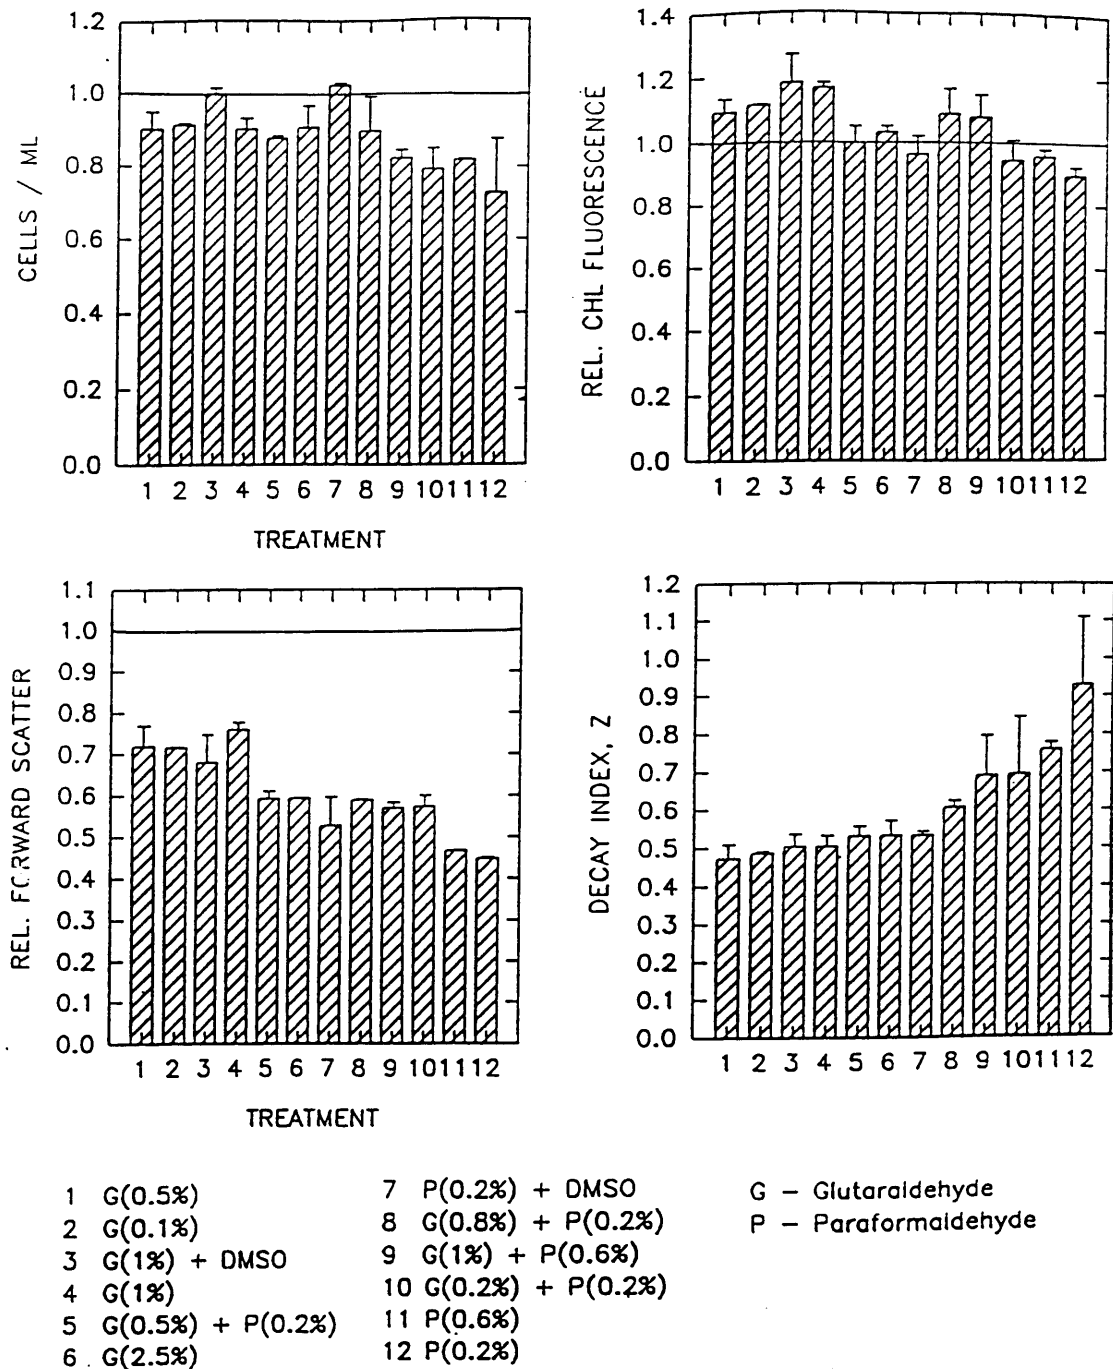 1.2
1.0
0.8
0.6
0.4
0.2
0.0
CELLS / ML
1 2 3 4 5 6 7 8 9 10 11 12
TREATMENT
1.4
1.2
1.0
0.8
0.6
0.4
0.2
0.0
REL. CHL FLUORESCENCE
1 2 3 4 5 6 7 8 9 10 11 12
1.1
1.0
0.9
0.8
0.7
0.6
0.5
0.4
0.3
0.2
0.1
0.0
REL. FORWARD SCATTER
1 2 3 4 5 6 7 8 9 10 11 12
TREATMENT
1.2
1.1
1.0
0.9
0.8
0.7
0.6
0.5
0.4
0.3
0.2
0.1
0.0
DECAY INDEX, Z
1 2 3 4 5 6 7 8 9 10 11 12
1 G(0.5%)
2 G(0.1%)
3 G(1%) + DMSO
4 G(1%)
5 G(0.5%) + P(0.2%)
6 G(2.5%)
7 P(0.2%) + DMSO
8 G(0.8%) + P(0.2%)
9 G(1%) + P(0.6%)
10 G(0.2%) + P(0.2%)
11 P(0.6%)
12 P(0.2%)
G – Glutaraldehyde
P – Paraformaldehyde